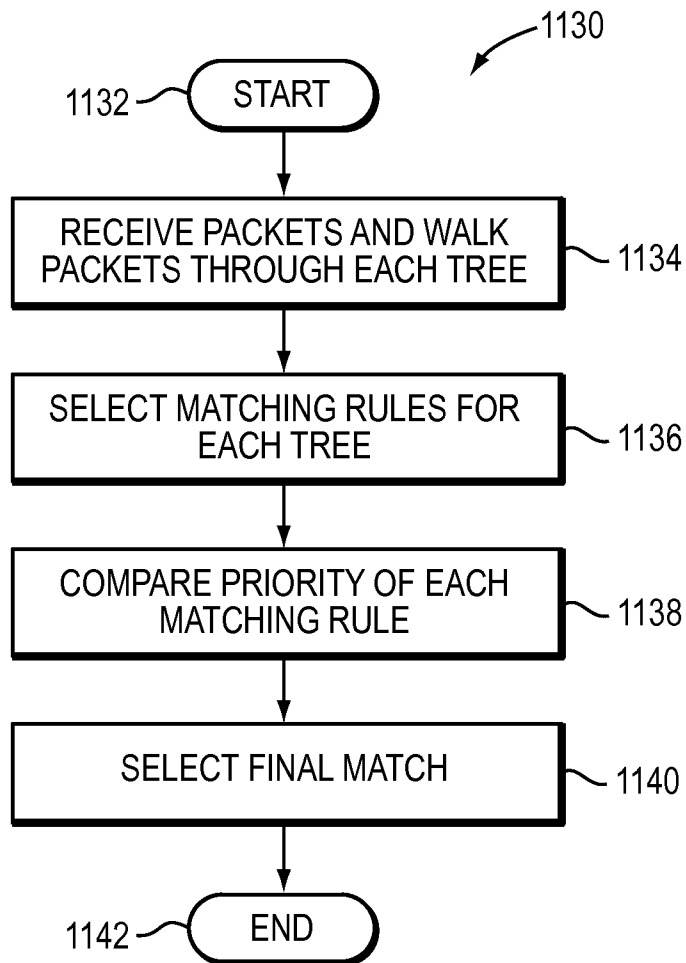 1130
1132
START
RECEIVE PACKETS AND WALK
PACKETS THROUGH EACH TREE
1134
SELECT MATCHING RULES FOR
EACH TREE
1136
COMPARE PRIORITY OF EACH
MATCHING RULE
1138
SELECT FINAL MATCH
1140
1142
END